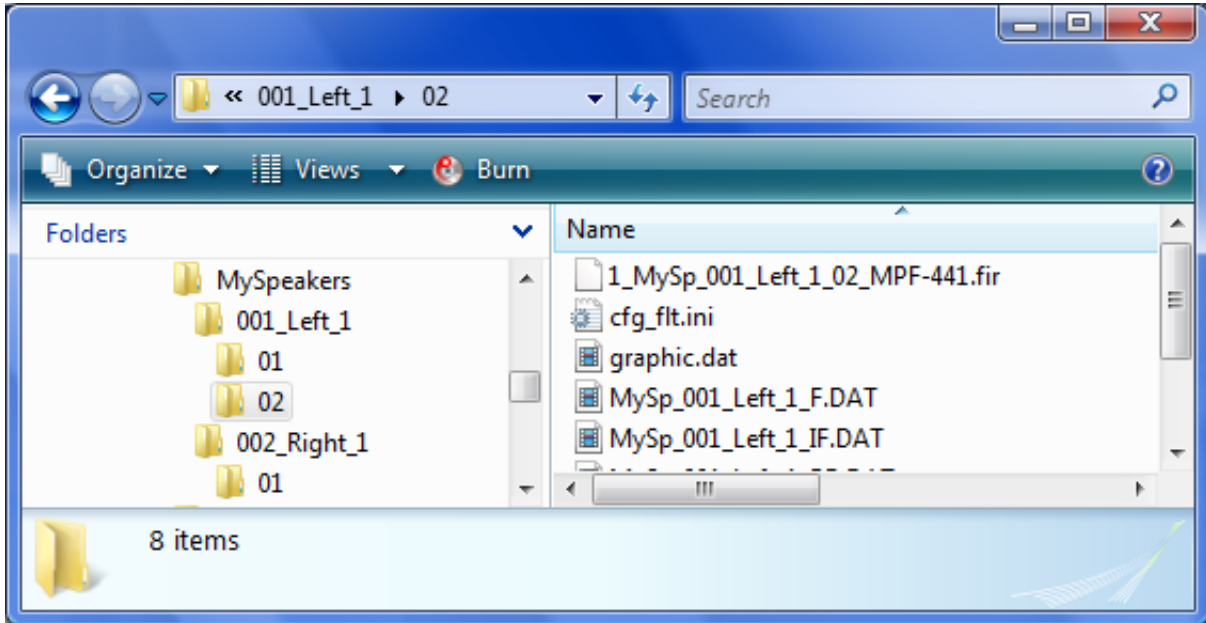 « 001_Left_1 ▸ 02
Search
Organize
Views
Burn
Folders
Name
MySpeakers
001_Left_1
01
02
002_Right_1
01
1_MySp_001_Left_1_02_MPF-441.fir
cfg_flt.ini
graphic.dat
MySp_001_Left_1_F.DAT
MySp_001_Left_1_IF.DAT
8 items